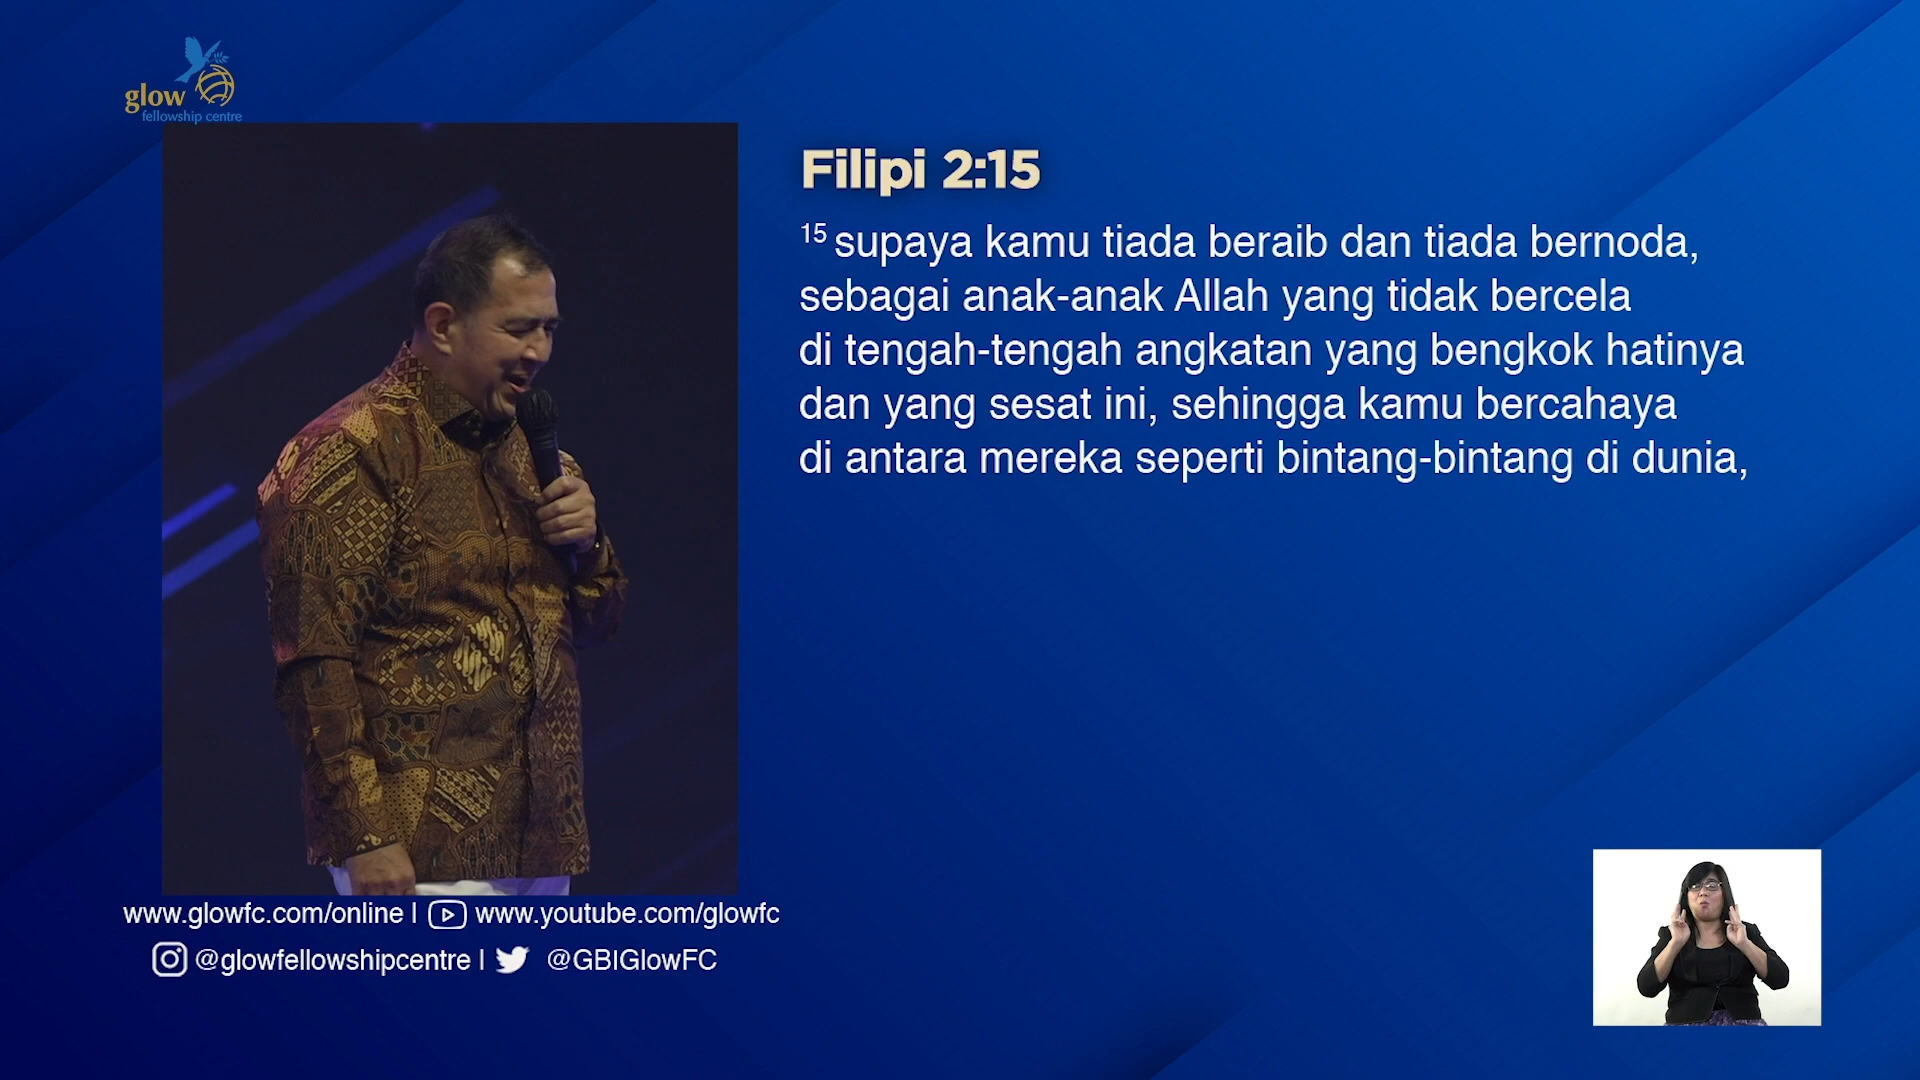 glow
fellowship centre
Filipi 2:15
15 supaya kamu tiada beraib dan tiada bernoda,
sebagai anak-anak Allah yang tidak bercela
di tengah-tengah angkatan yang bengkok hatinya
dan yang sesat ini, sehingga kamu bercahaya
di antara mereka seperti bintang-bintang di dunia,
www.glowfc.com/online | www.youtube.com/glowfc
@glowfellowshipcentre | @GBIGlowFC